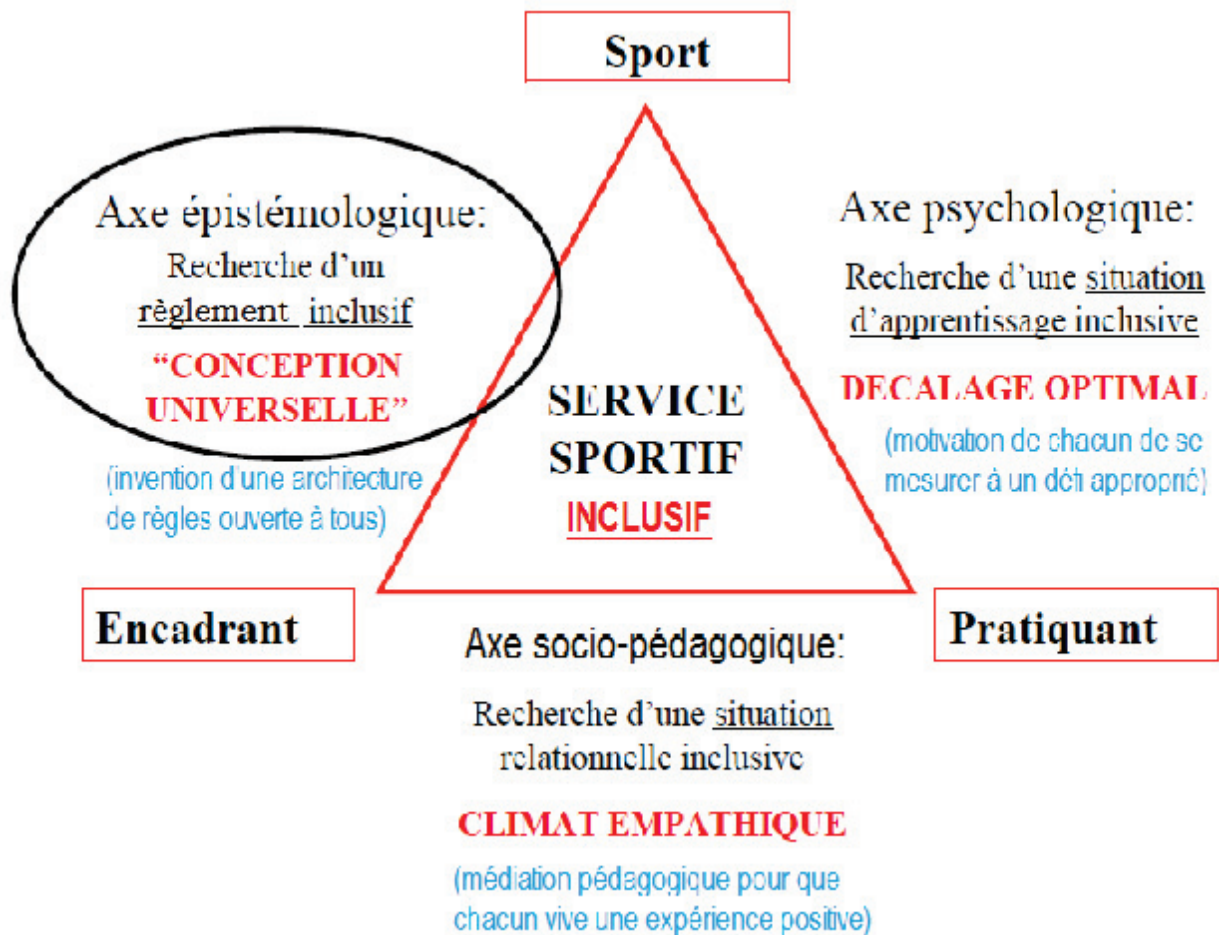 Sport
Axe épistémologique:
Recherche d'un
règlement inclusif
“CONCEPTION
UNIVERSELLE”
(invention d'une architecture
de règles ouverte à tous)
Axe psychologique:
Recherche d'une situation
d'apprentissage inclusive
DECALAGE OPTIMAL
(motivation de chacun de se
mesurer à un défi approprié)
SERVICE
SPORTIF
INCLUSIF
Encadrant
Pratiquant
Axe socio-pédagogique:
Recherche d'une situation
relationnelle inclusive
CLIMAT EMPATHIQUE
(médiation pédagogique pour que
chacun vive une expérience positive)